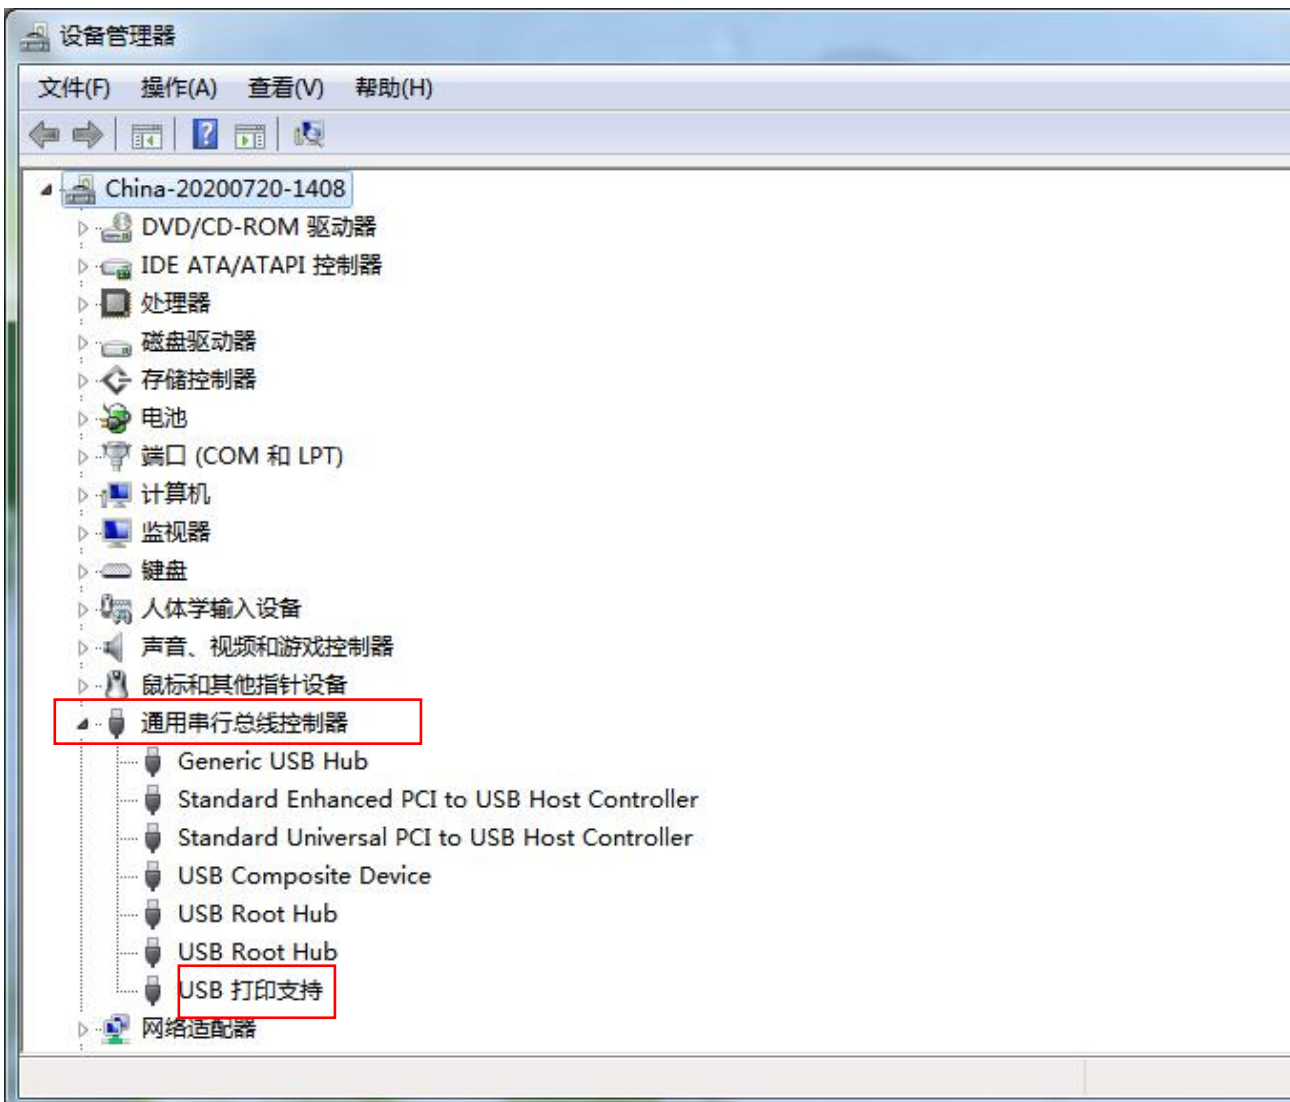 设备管理器
文件(F) 操作(A) 查看(V) 帮助(H)
China-20200720-1408
DVD/CD-ROM 驱动器
IDE ATA/ATAPI 控制器
处理器
磁盘驱动器
存储控制器
电池
端口 (COM 和 LPT)
计算机
监视器
键盘
人体学输入设备
声音、视频和游戏控制器
鼠标和其他指针设备
通用串行总线控制器
Generic USB Hub
Standard Enhanced PCI to USB Host Controller
Standard Universal PCI to USB Host Controller
USB Composite Device
USB Root Hub
USB Root Hub
USB 打印支持
网络适配器